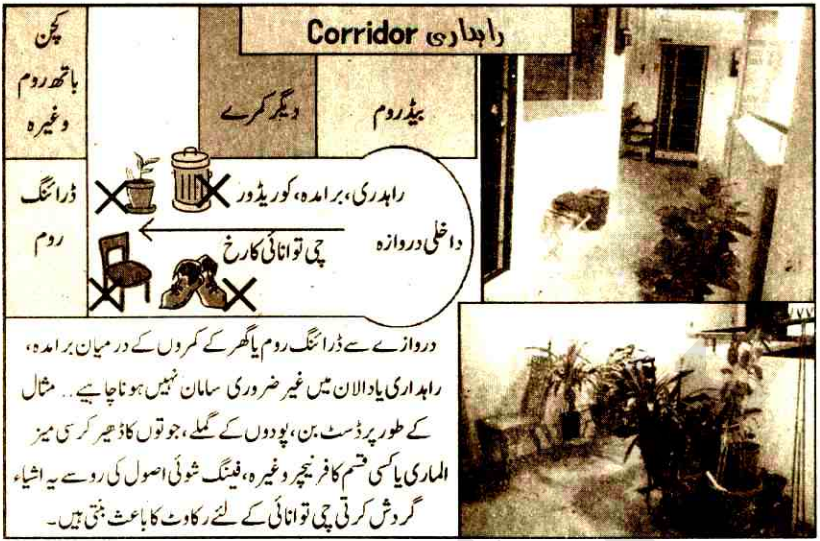 راہداری Corridor
کچن
باتھ روم
وغیرہ
دیگر کمرے
بیڈ روم
ڈرائنگ
روم
راہدری، برامدہ، کوریڈور
داخلی دروازہ
چی توانائی کا رخ
دروازے سے ڈرائنگ روم یا گھر کے کمروں کے درمیان برامدہ،
راہداری یا دالان میں غیر ضروری سامان نہیں ہونا چاہیے .. مثال
کے طور پر ڈسٹ بن، پودوں کے گملے، جوتوں کا ڈھیر کرسی میز
الماری یا کسی قسم کا فرنیچر وغیرہ، فینگ شوئی اصول کی رو سے یہ اشیاء
گردش کرتی چی توانائی کے لئے رکاوٹ کا باعث بنتی ہیں۔